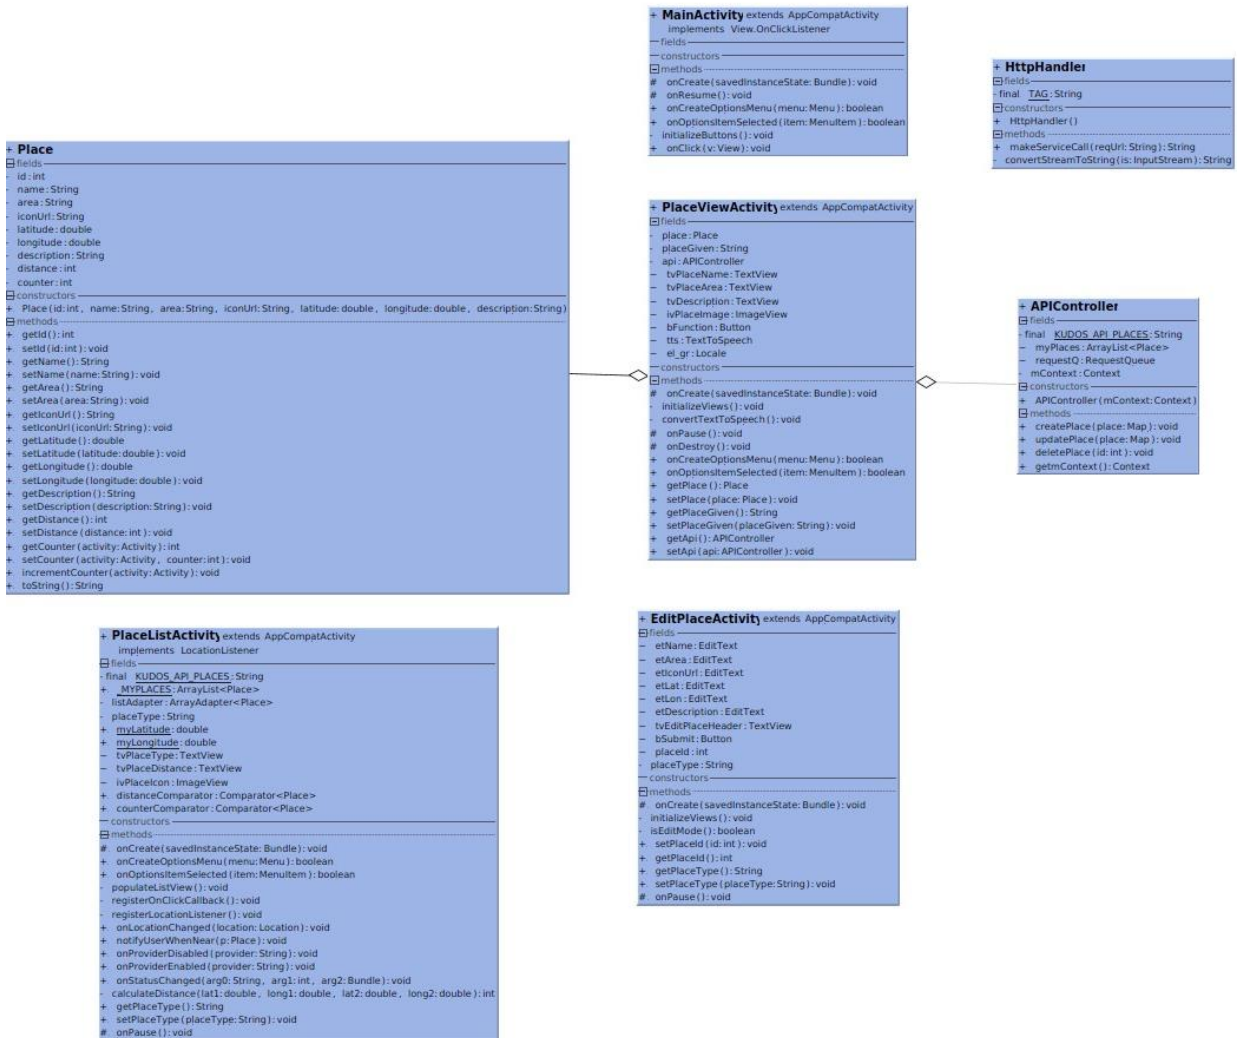 + MainActivity extends AppCompatActivity
implements View.OnClickListener
fields
constructors
methods
# onCreate(savedInstanceState: Bundle): void
# onResume(): void
+ onCreateOptionsMenu(menu: Menu): boolean
+ onOptionsItemSelected(item: MenuItem): boolean
- initializeButtons(): void
+ onClick(v: View): void
+ HttpHandler
fields
- final TAG: String
constructors
+ HttpHandler()
methods
+ makeServiceCall(reqUrl: String): String
- convertStreamToString(is: InputStream): String
+ Place
fields
- id: int
- name: String
- area: String
- iconUrl: String
- latitude: double
- longitude: double
- description: String
- distance: int
- counter: int
constructors
+ Place(id: int, name: String, area: String, iconUrl: String, latitude: double, longitude: double, description: String)
methods
+ getId(): int
+ setId(id: int): void
+ getName(): String
+ setName(name: String): void
+ getArea(): String
+ setArea(area: String): void
+ getIconUrl(): String
+ setIconUrl(iconUrl: String): void
+ getLatitude(): double
+ setLatitude(latitude: double): void
+ getLongitude(): double
+ setLongitude(longitude: double): void
+ getDescription(): String
+ setDescription(description: String): void
+ getDistance(): int
+ setDistance(distance: int): void
+ getCounter(activity: Activity): int
+ setCounter(activity: Activity, counter: int): void
+ incrementCounter(activity: Activity): void
+ toString(): String
+ PlaceViewActivity extends AppCompatActivity
fields
- place: Place
- placeGiven: String
- api: APIController
~ tvPlaceName: TextView
~ tvPlaceArea: TextView
~ tvDescription: TextView
~ ivPlaceImage: ImageView
~ bFunction: Button
~ tts: TextToSpeech
~ el_gr: Locale
constructors
methods
# onCreate(savedInstanceState: Bundle): void
- initializeViews(): void
- convertTextToSpeech(): void
# onPause(): void
# onDestroy(): void
+ onCreateOptionsMenu(menu: Menu): boolean
+ onOptionsItemSelected(item: MenuItem): boolean
+ getPlace(): Place
+ setPlace(place: Place): void
+ getPlaceGiven(): String
+ setPlaceGiven(placeGiven: String): void
+ getApi(): APIController
+ setApi(api: APIController): void
+ APIController
fields
- final KUDOS_API_PLACES: String
~ myPlaces: ArrayList<Place>
~ requestQ: RequestQueue
- mContext: Context
constructors
+ APIController(mContext: Context)
methods
+ createPlace(place: Map): void
+ updatePlace(place: Map): void
+ deletePlace(id: int): void
+ getmContext(): Context
+ PlaceListActivity extends AppCompatActivity
implements LocationListener
fields
- final KUDOS_API_PLACES: String
+ _MYPLACES: ArrayList<Place>
- listAdapter: ArrayAdapter<Place>
- placeType: String
+ myLatitude: double
+ myLongitude: double
~ tvPlaceType: TextView
~ tvPlaceDistance: TextView
~ ivPlaceIcon: ImageView
+ distanceComparator: Comparator<Place>
+ counterComparator: Comparator<Place>
constructors
methods
# onCreate(savedInstanceState: Bundle): void
+ onCreateOptionsMenu(menu: Menu): boolean
+ onOptionsItemSelected(item: MenuItem): boolean
- populateListView(): void
- registerOnClickCallback(): void
- registerLocationListener(): void
+ onLocationChanged(location: Location): void
+ notifyUserWhenNear(p: Place): void
+ onProviderDisabled(provider: String): void
+ onProviderEnabled(provider: String): void
+ onStatusChanged(arg0: String, arg1: int, arg2: Bundle): void
- calculateDistance(lat1: double, long1: double, lat2: double, long2: double): int
+ getPlaceType(): String
+ setPlaceType(placeType: String): void
# onPause(): void
+ EditPlaceActivity extends AppCompatActivity
fields
~ etName: EditText
~ etArea: EditText
~ etIconUrl: EditText
~ etLat: EditText
~ etLon: EditText
~ etDescription: EditText
~ tvEditPlaceHeader: TextView
~ bSubmit: Button
~ placeId: int
- placeType: String
constructors
methods
# onCreate(savedInstanceState: Bundle): void
- initializeViews(): void
- isEditMode(): boolean
+ setPlaceId(id: int): void
+ getPlaceId(): int
+ getPlaceType(): String
+ setPlaceType(placeType: String): void
# onPause(): void